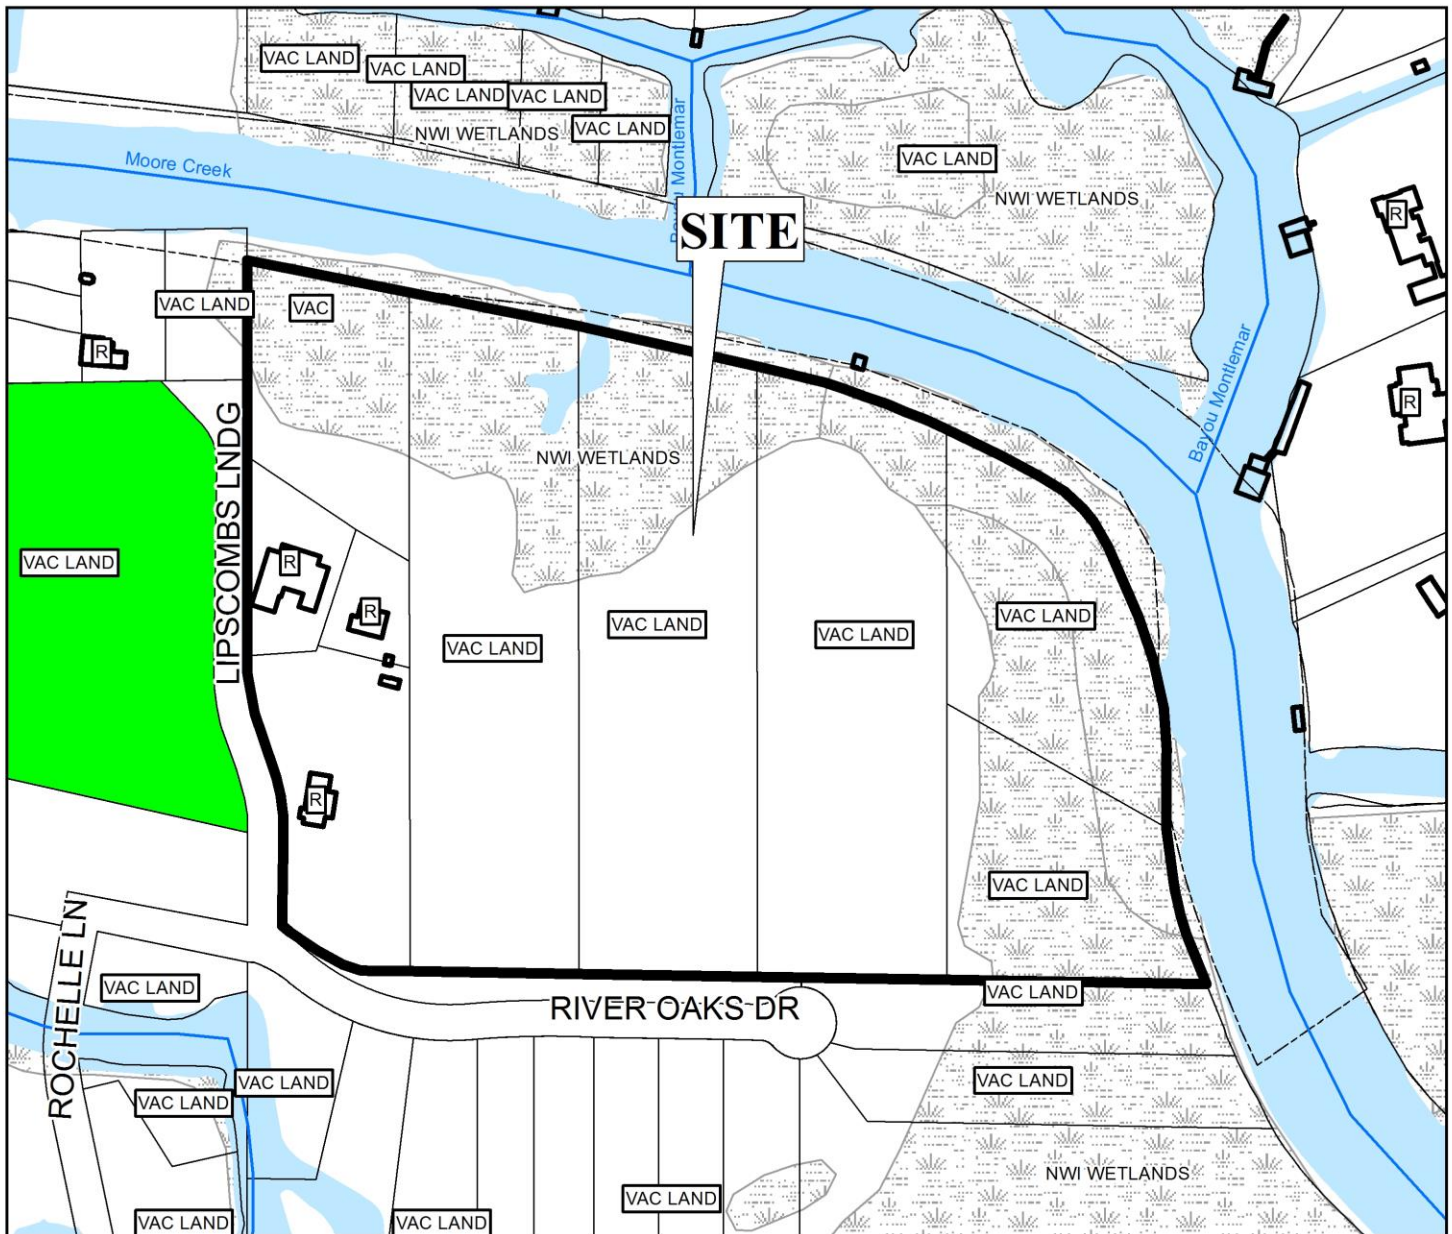 VAC LAND
VAC LAND
VAC LAND
VAC LAND
VAC LAND
NWI WETLANDS
VAC LAND
NWI WETLANDS
Moore Creek
Bayou Montlemar
SITE
R
VAC LAND
VAC
R
R
Bayou Montlemar
NWI WETLANDS
LIPSCOMBS LNDG
VAC LAND
R
R
VAC LAND
VAC LAND
VAC LAND
VAC LAND
R
VAC LAND
VAC LAND
VAC LAND
RIVER OAKS DR
ROCHELLE LN
VAC LAND
VAC LAND
VAC LAND
NWI WETLANDS
VAC LAND
VAC LAND
VAC LAND